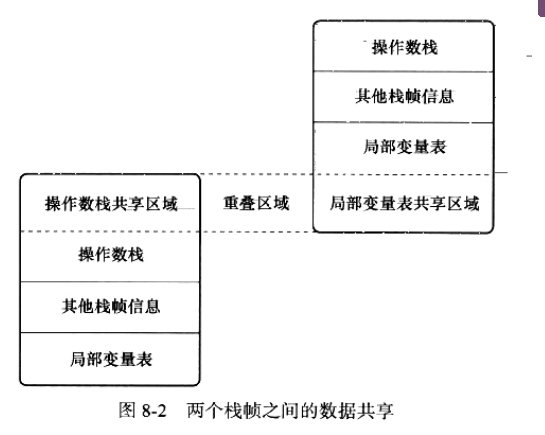 操作数栈
其他栈帧信息
局部变量表
操作数栈共享区域
重叠区域
局部变量表共享区域
操作数栈
其他栈帧信息
局部变量表
图 8-2 两个栈帧之间的数据共享